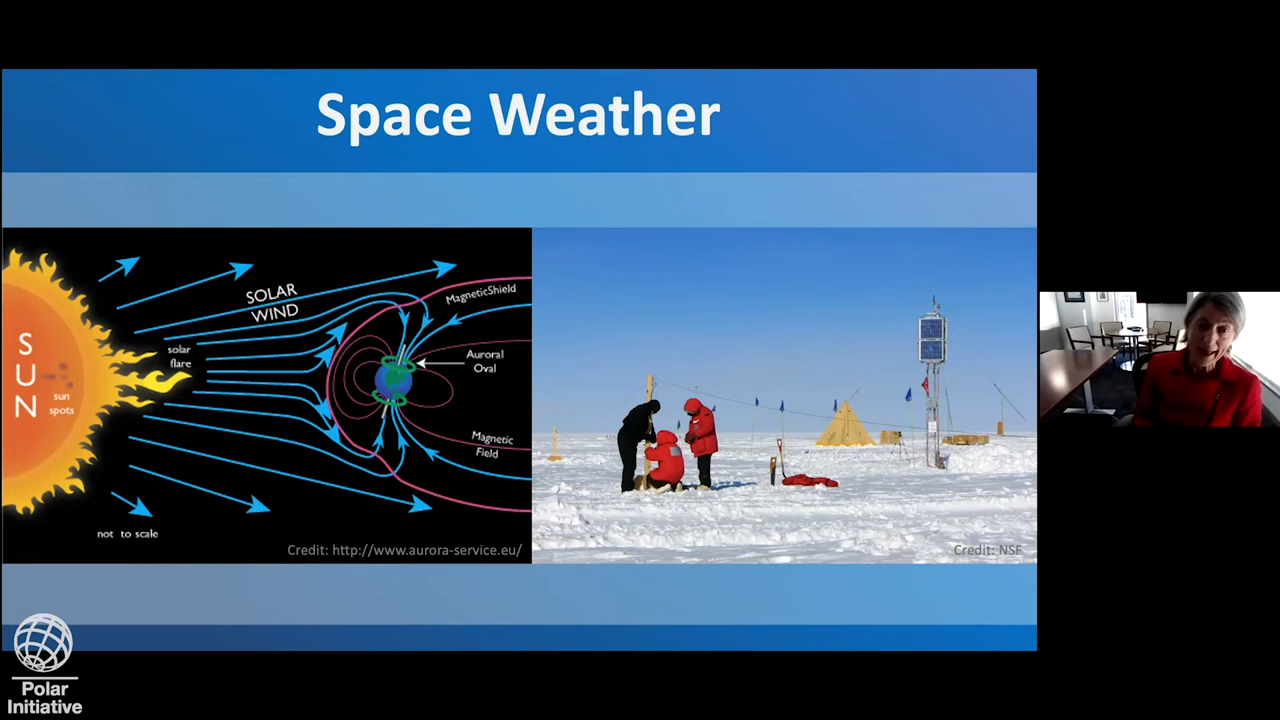 Space Weather
SUN
sun
spots
solar
flare
SOLAR
WIND
MagneticShield
Auroral
Oval
Magnetic
Field
not to scale
Credit: http://www.aurora-service.eu/
Credit: NSF
Polar
Initiative